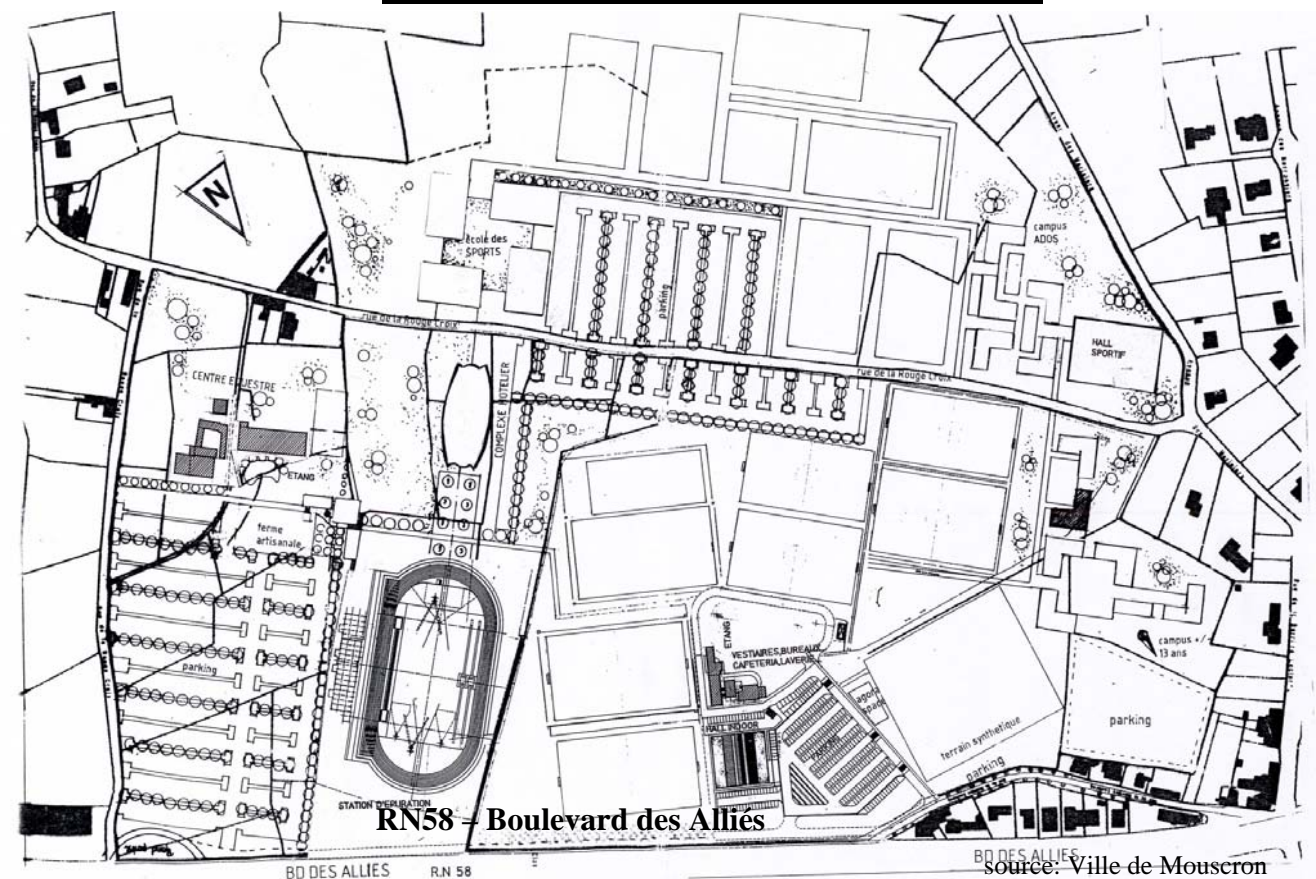 N
école des
SPORTS
parking
campus
ADOS
HALL
SPORTIF
rue de la Rouge Croix
rue de la Rouge Croix
CENTRE EQUESTRE
COMPLEXE HOTELIER
ETANG
ferme
artisanale
parking
ETANG
VESTIAIRES,BUREAUX
CAFETERIA,LAVERIE
agora
space
HALL INDOOR
PARKING
terrain synthetique
parking
campus +/-
13 ans
parking
STATION D'EPURATION
RN58 – Boulevard des Alliés
BD DES ALLIES
R.N 58
BD DES ALLIES
source: Ville de Mouscron